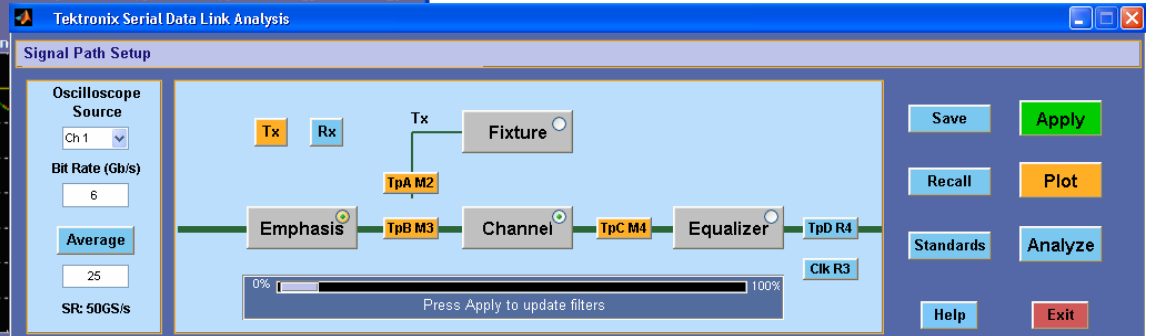 Tektronix Serial Data Link Analysis
Signal Path Setup
Oscilloscope
Source
Ch 1
Bit Rate (Gb/s)
6
Average
25
SR: 50GS/s
Tx
Rx
Tx
Fixture
TpA M2
Emphasis
TpB M3
Channel
TpC M4
Equalizer
TpD R4
Clk R3
0%
100%
Press Apply to update filters
Save
Apply
Recall
Plot
Standards
Analyze
Help
Exit